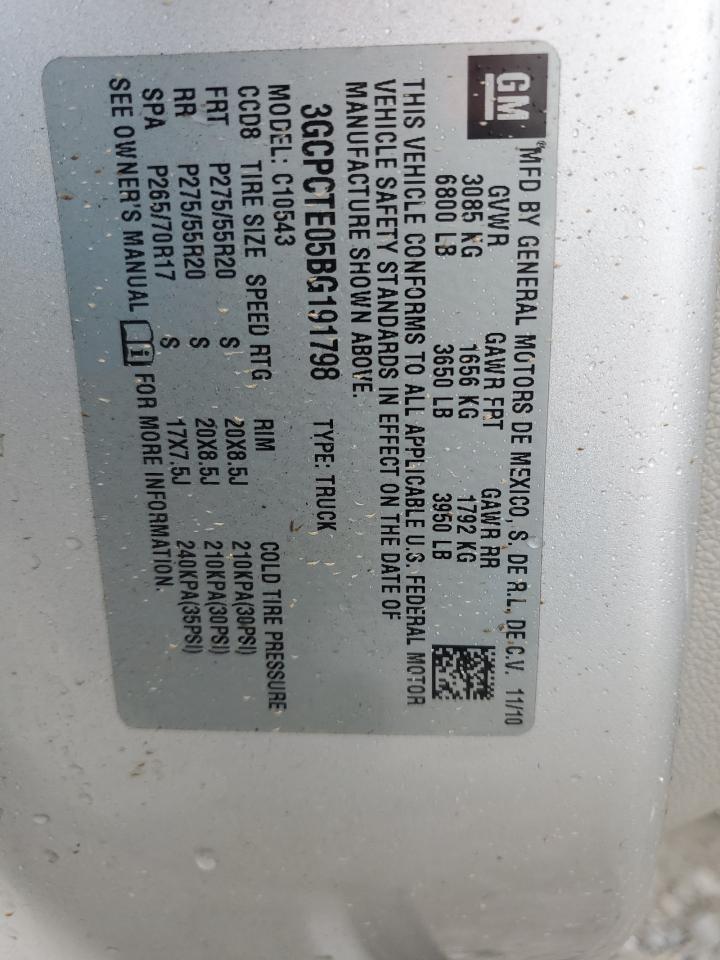 GM
®MFD BY GENERAL MOTORS DE MEXICO, S. DE R.L. DE C.V. 11/10
GVWR GAWR FRT GAWR RR
3085 KG 1656 KG 1792 KG
6800 LB 3650 LB 3950 LB
THIS VEHICLE CONFORMS TO ALL APPLICABLE U.S. FEDERAL MOTOR
VEHICLE SAFETY STANDARDS IN EFFECT ON THE DATE OF
MANUFACTURE SHOWN ABOVE.
3GCPCTE05BG191798 TYPE: TRUCK
MODEL: C10543
CCD8 TIRE SIZE SPEED RTG RIM COLD TIRE PRESSURE
FRT P275/55R20 S 20X8.5J 210KPA(30PSI)
RR P275/55R20 S 20X8.5J 210KPA(30PSI)
SPA P265/70R17 S 17X7.5J 240KPA(35PSI)
SEE OWNER'S MANUAL i FOR MORE INFORMATION.